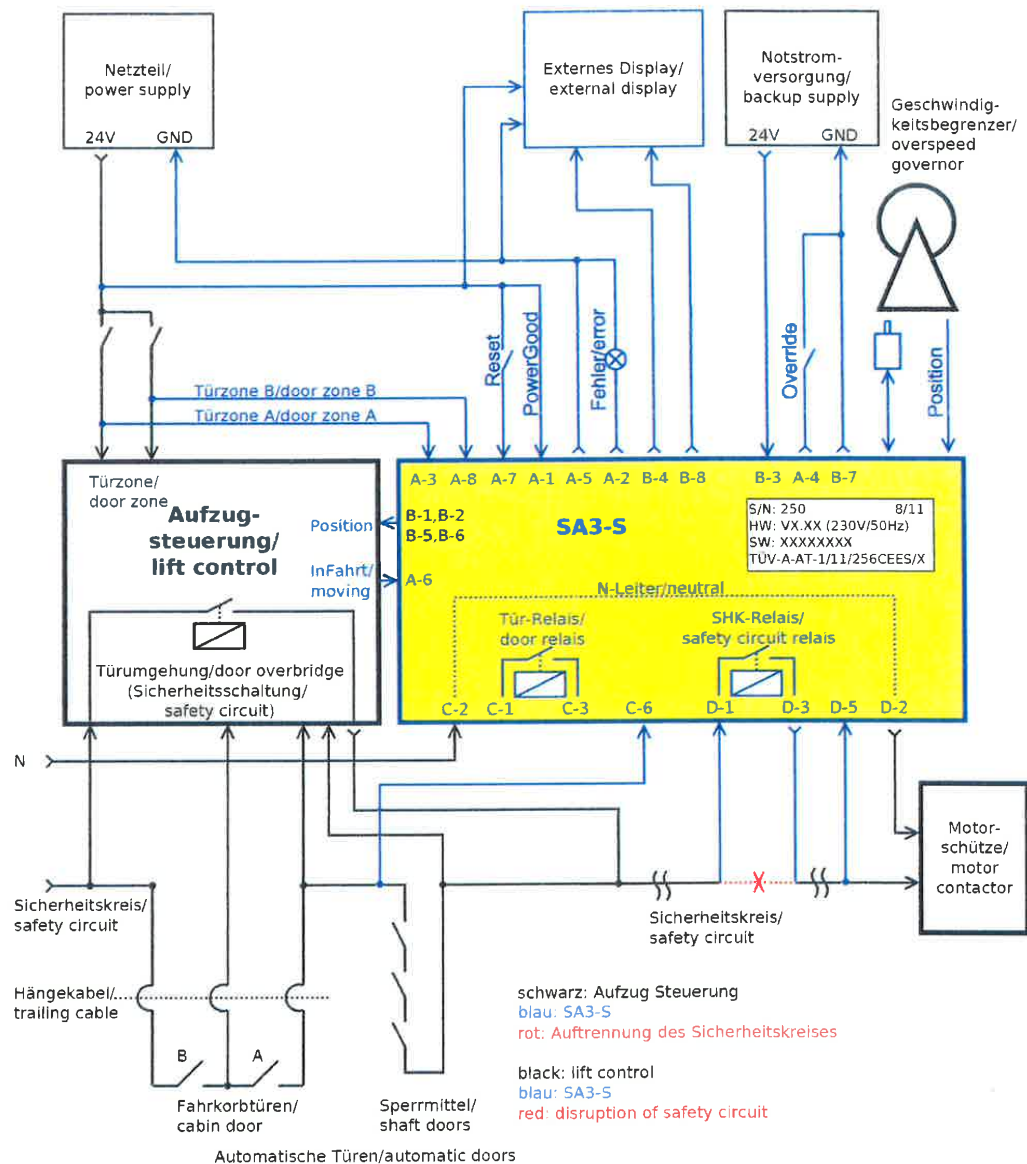 Netzteil/
power supply
24V
GND
Externes Display/
external display
Notstrom-
versorgung/
backup supply
24V
GND
Geschwindig-
keitsbegrenzer/
overspeed
governor
Reset
PowerGood
Fehler/error
Override
Position
Türzone B/door zone B
Türzone A/door zone A
Türzone/
door zone
Aufzug-
steuerung/
lift control
Position
InFahrt/
moving
A-3
A-8
A-7
A-1
A-5
A-2
B-4
B-8
B-3
A-4
B-7
B-1,B-2
B-5,B-6
A-6
SA3-S
S/N: 250 8/11
HW: VX.XX (230V/50Hz)
SW: XXXXXXXX
TÜV-A-AT-1/11/256CEES/X
N-Leiter/neutral
Tür-Relais/
door relais
SHK-Relais/
safety circuit relais
Türumgehung/door overbridge
(Sicherheitsschaltung/
safety circuit)
C-2
C-1
C-3
C-6
D-1
D-3
D-5
D-2
N
Motor-
schütze/
motor
contactor
Sicherheitskreis/
safety circuit
Sicherheitskreis/
safety circuit
Hängekabel/
trailing cable
B
A
Fahrkorbtüren/
cabin door
Sperrmittel/
shaft doors
Automatische Türen/automatic doors
schwarz: Aufzug Steuerung
blau: SA3-S
rot: Auftrennung des Sicherheitskreises
black: lift control
blau: SA3-S
red: disruption of safety circuit